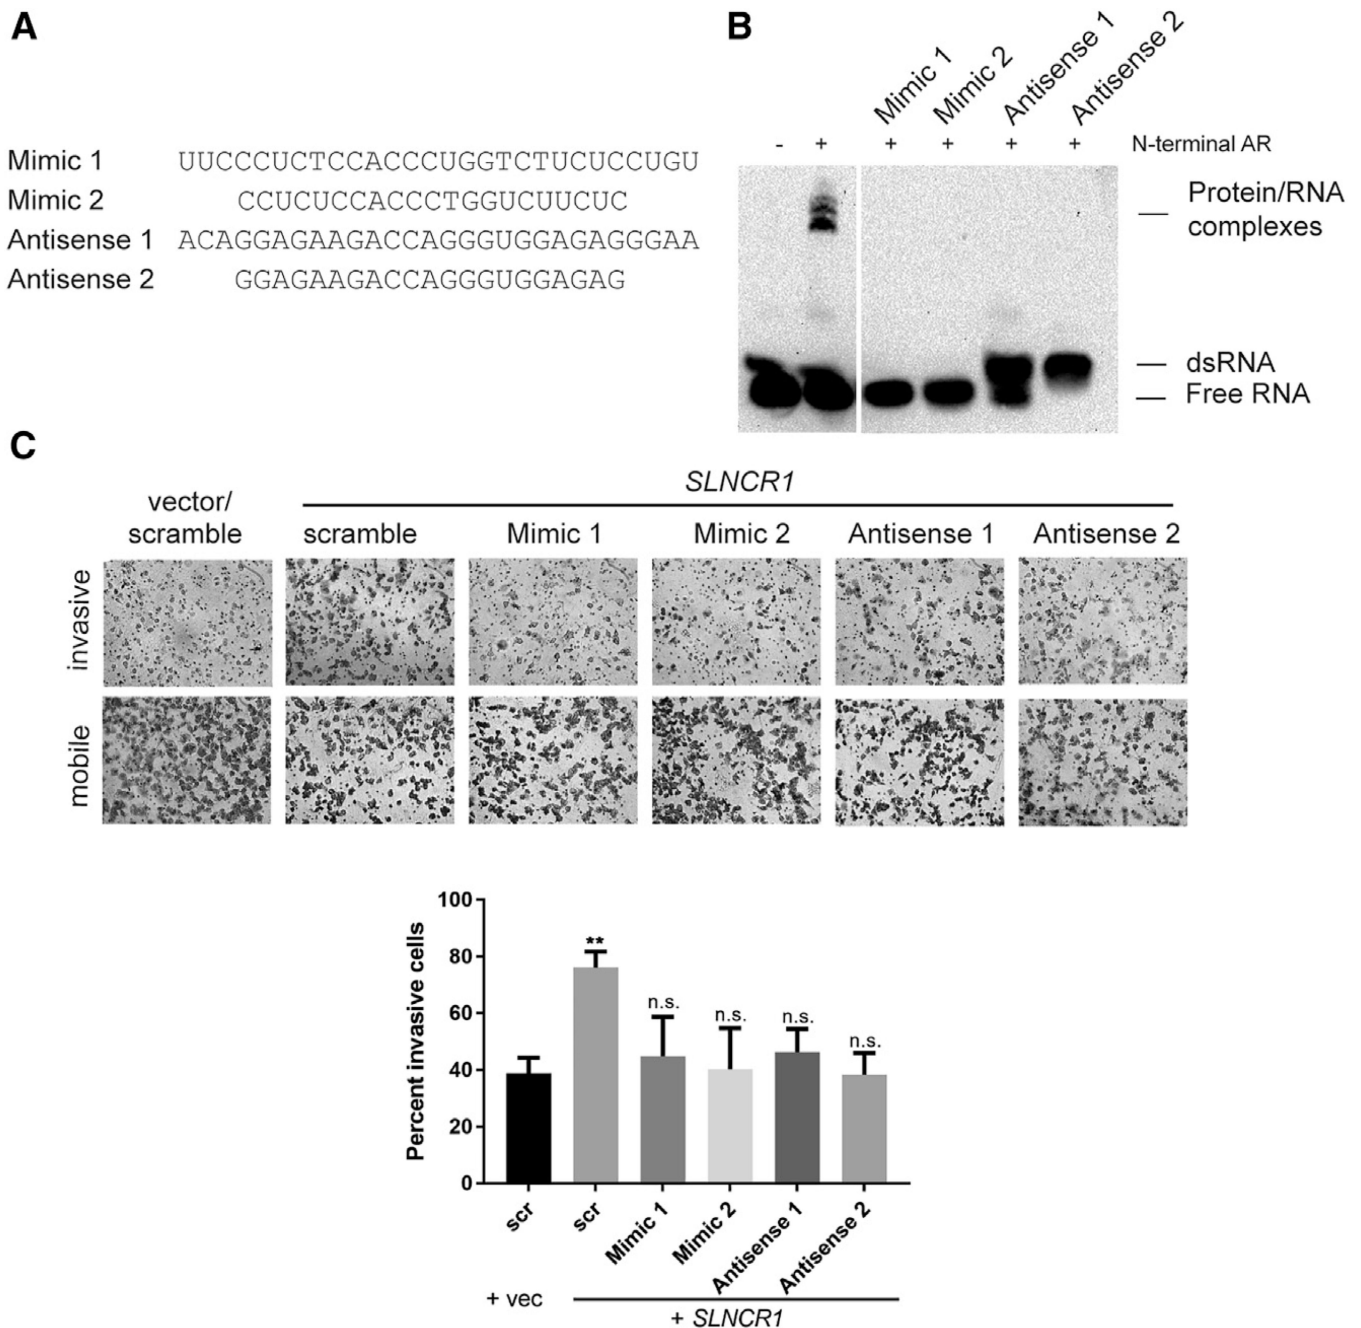 A
Mimic 1 UUCCCUCTCCACCCUGGTCTUCUCCUGU
Mimic 2 CCUCUCCACCCTGGUCUUCUC
Antisense 1 ACAGGAGAAGACCAGGGUGGAGAGGGAA
Antisense 2 GGAGAAGACCAGGGUGGAGAG
B
Mimic 1
Mimic 2
Antisense 1
Antisense 2
- + + + + + N-terminal AR
Protein/RNA
complexes
dsRNA
Free RNA
C
SLNCR1
vector/
scramble
scramble
Mimic 1
Mimic 2
Antisense 1
Antisense 2
invasive
mobile
Percent invasive cells
100
80
60
40
20
0
**
n.s.
n.s.
n.s.
n.s.
scr
scr
Mimic 1
Mimic 2
Antisense 1
Antisense 2
+ vec
+ SLNCR1